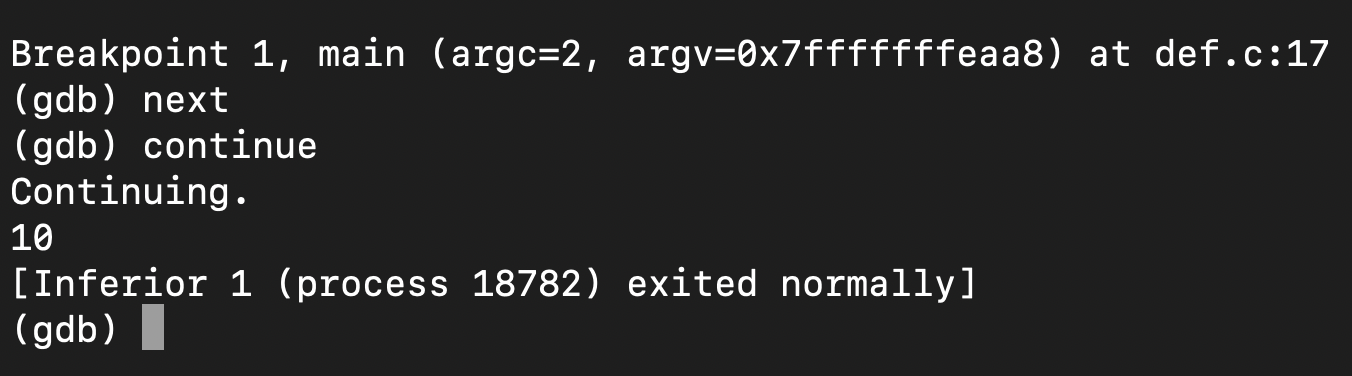 Breakpoint 1, main (argc=2, argv=0x7fffffffeaa8) at def.c:17
(gdb) next
(gdb) continue
Continuing.
10
[Inferior 1 (process 18782) exited normally]
(gdb)